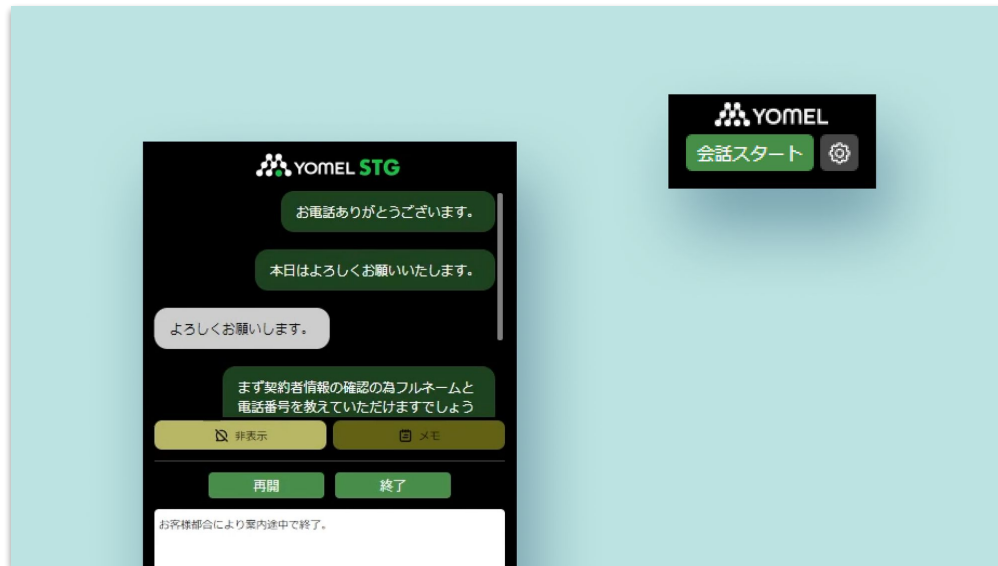 YOMEL
会話スタート
YOMEL STG
お電話ありがとうございます。
本日はよろしくお願いいたします。
よろしくお願いします。
まず契約者情報の確認の為フルネームと
電話番号を教えていただけますでしょう
非表示
メモ
再開
終了
お客様都合により案内途中で終了。